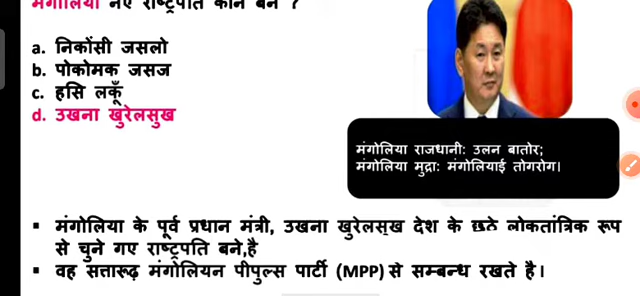 मंगोलिया नए राष्ट्रपति कौन बने ?
a. निकोंसी जसलो
b. पोकोमक जसज
c. हसि लकूँ
d. उखना खुरेलसुख
मंगोलिया राजधानी: उलन बातोर;
मंगोलिया मुद्रा: मंगोलियाई तोगरोग।
▪ मंगोलिया के पूर्व प्रधान मंत्री, उखना खुरेलसुख देश के छठे लोकतांत्रिक रूप
से चुने गए राष्ट्रपति बने,है
▪ वह सत्तारूढ़ मंगोलियन पीपुल्स पार्टी (MPP) से सम्बन्ध रखते है।